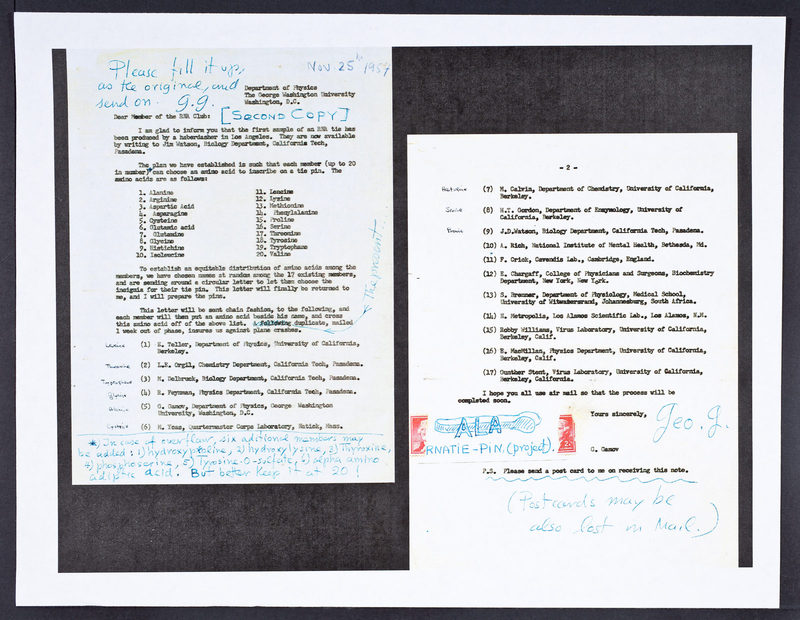 Please fill it up,
as the original, and
send on. G.G.
Nov 25th 1954
Department of Physics
The George Washington University
Washington, D.C.
Dear Member of the RNA Club:
[SECOND COPY]
I am glad to inform you that the first sample of an RNA tie has
been produced by a haberdasher in Los Angeles. They are now available
by writing to Jim Watson, Biology Department, California Tech,
Pasadena.
The plan we have established is such that each member (up to 20
in number) can choose an amino acid to inscribe on a tie pin. The
amino acids are as follows:
1. Alanine
2. Arginine
3. Aspartic Acid
4. Asparagine
5. Cysteine
6. Glutamic acid
7. Glutamine
8. Glycine
9. Histidine
10. Isoleucine
11. Leucine
12. Lysine
13. Methionine
14. Phenylalanine
15. Proline
16. Serine
17. Threonine
18. Tyrosine
19. Tryptophane
20. Valine
To establish an equitable distribution of amino acids among the
members, we have chosen names at random among the 17 existing members,
and are sending around a circular letter to let them choose the
insignia for their tie pin. This letter will finally be returned to
me, and I will prepare the pins.
This letter will be sent chain fashion, to the following, and
each member will then put an amino acid beside his name, and cross
this amino acid off of the above list. A following duplicate, mailed
1 week out of phase, insures us against plane crashes.
The present
Leucine (1) E. Teller, Department of Physics, University of California,
Berkeley.
Threonine (2) L.E. Orgil, Chemistry Department, California Tech, Pasadena.
Tryptophane (3) M. Delbruck, Biology Department, California Tech, Pasadena.
Glycine (4) R. Feynman, Physics Department, California Tech, Pasadena.
Alanine (5) G. Gamov, Department of Physics, George Washington
University, Washington, D.C.
Cysteine (6) M. Ycas, Quartermaster Corps Laboratory, Natick, Mass.
*) In case of overflow, six aditional members may
be added: 1) hydroxyproline, 2) hydroxylysine, 3) Thyroxine,
4) phosphoserine, 5) Tyrosine-O-sulfate, 6) alpha amino
adipic acid. But better keep it at 20!
- 2 -
(7) M. Calvin, Department of Chemistry, University of California,
Berkeley.
Serine (8) N.T. Gordon, Department of Enzymology, University of
California, Berkeley.
(9) J.D.Watson, Biology Department, California Tech, Pasadena.
(10) A. Rich, National Institute of Mental Health, Bethesda, Md.
(11) F. Crick, Cavendis Lab., Cambridge, England.
(12) E. Chargaff, College of Physicians and Surgeons, Biochemistry
Department, New York, New York.
(13) S. Brenner, Department of Physiology, Medical School,
University of Witwandersrand, Johannesburg, South Africa.
(14) N. Metropolis, Los Alamos Scientific Lab., Los Alamos, N.M.
(15) Robby Williams, Virus Laboratory, University of California,
Berkeley, Calif.
(16) E. MacMillan, Physics Department, University of California,
Berkeley, Calif.
(17) Gunther Stent, Virus Laboratory, University of California,
Berkeley, California.
I hope you all use air mail so that the process will be
completed soon.
Yours sincerely,
Geo. G.
ALA
RNATIE-PIN. (project).
G. Gamov
P.S. Please send a post card to me on receiving this note.
(Postcards may be
also lost in Mail.)